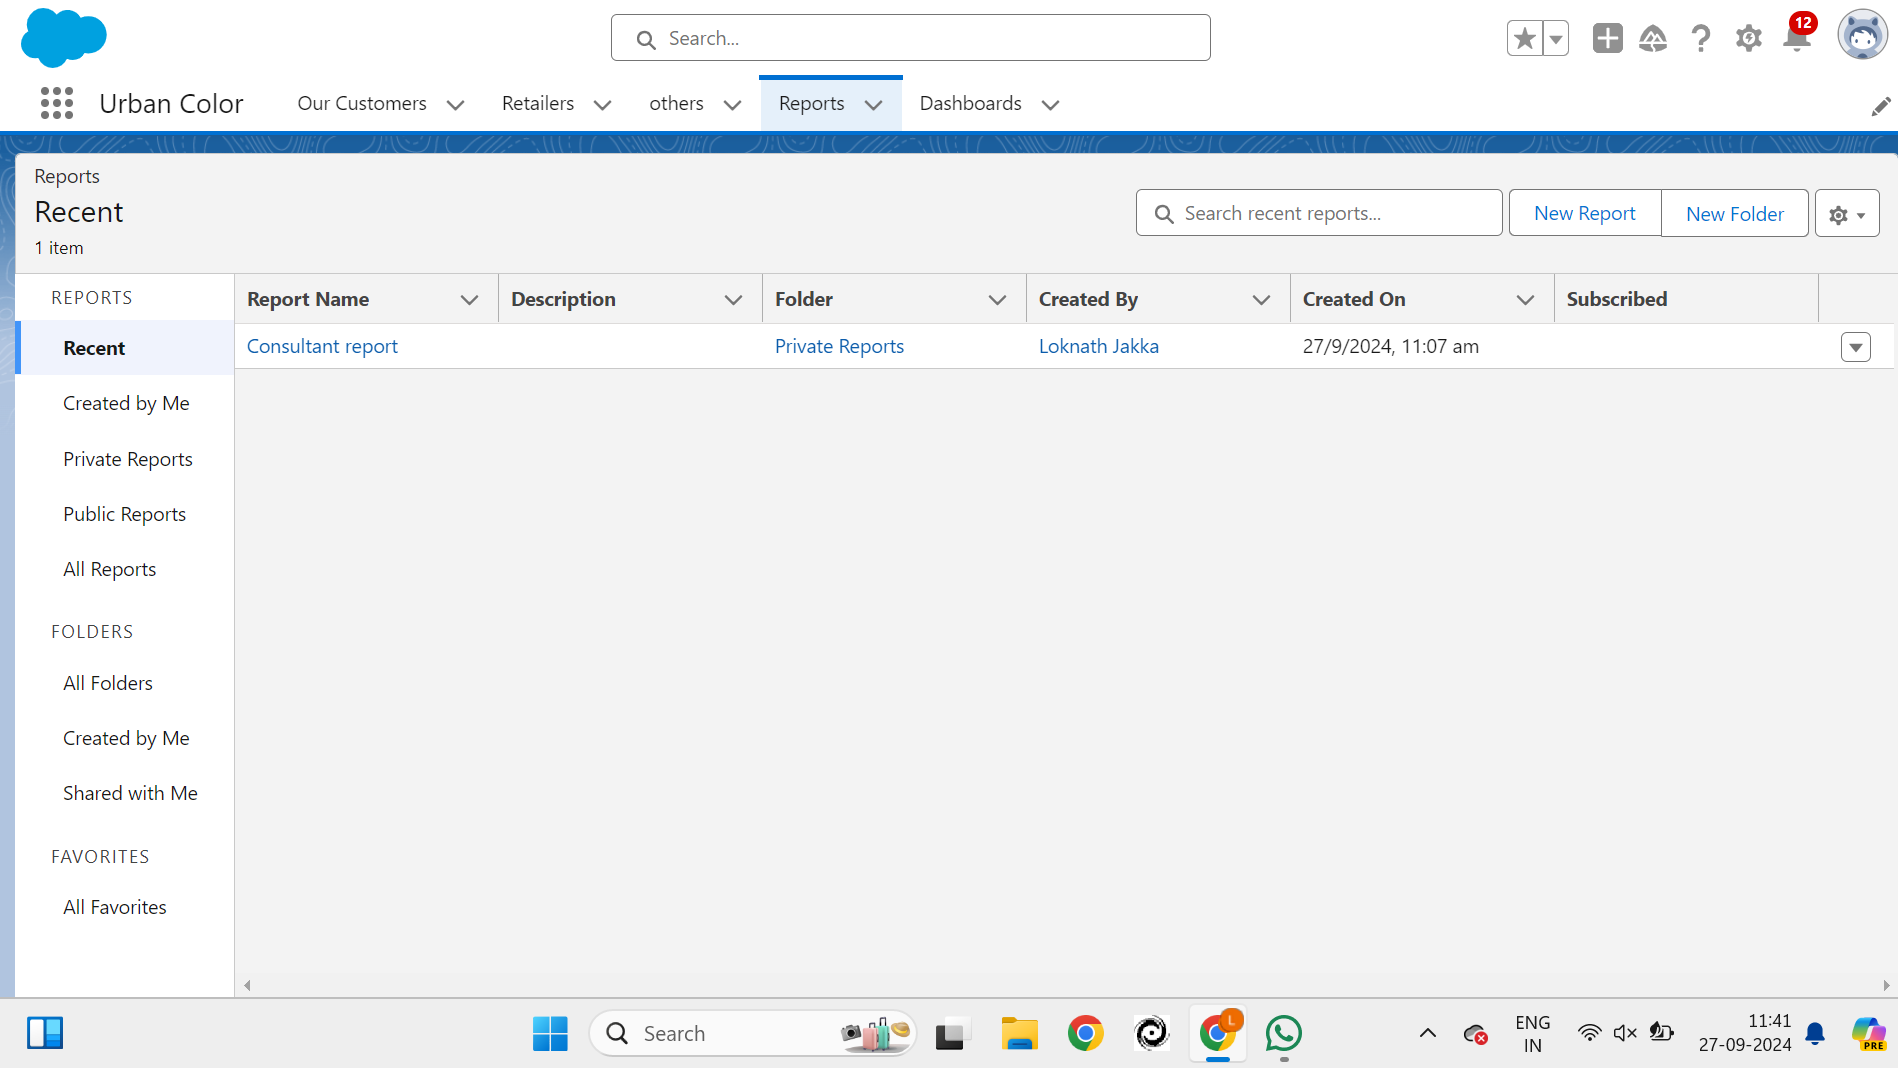 Search...
12
Urban Color
Our Customers
Retailers
others
Reports
Dashboards
Reports
Recent
1 item
Search recent reports...
New Report
New Folder
REPORTS
Recent
Created by Me
Private Reports
Public Reports
All Reports
FOLDERS
All Folders
Created by Me
Shared with Me
FAVORITES
All Favorites
Report Name
Description
Folder
Created By
Created On
Subscribed
Consultant report
Private Reports
Loknath Jakka
27/9/2024, 11:07 am
Search
L
ENG
IN
11:41
27-09-2024
PRE